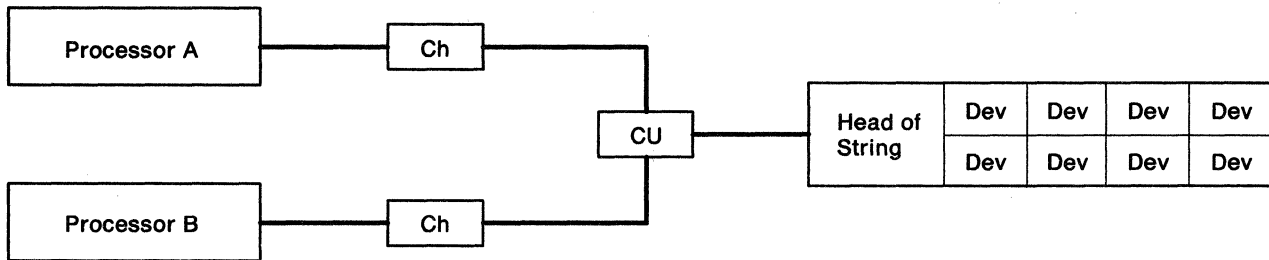 Processor A
Ch
CU
Head of
String
Dev Dev Dev Dev
Dev Dev Dev Dev
Processor B
Ch